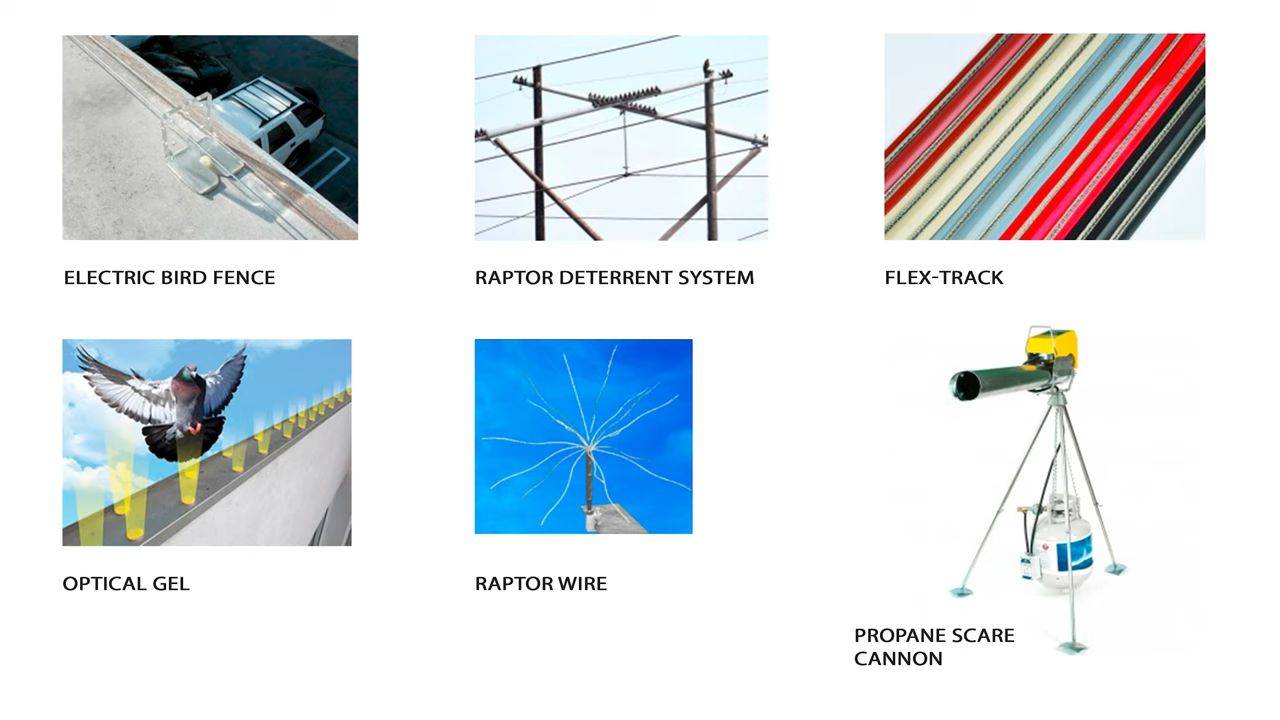 ELECTRIC BIRD FENCE
RAPTOR DETERRENT SYSTEM
FLEX-TRACK
OPTICAL GEL
RAPTOR WIRE
PROPANE SCARE
CANNON